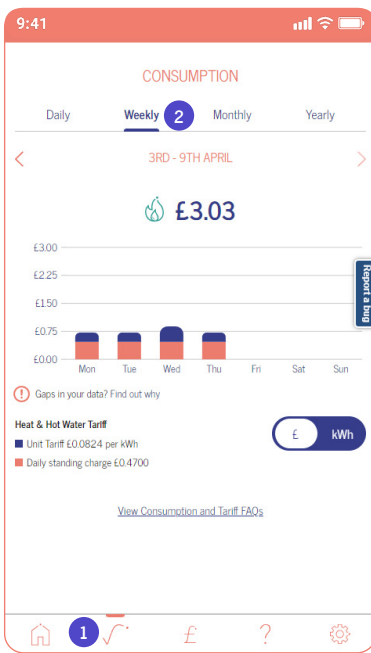 9:41
CONSUMPTION
Daily Weekly 2 Monthly Yearly
3RD - 9TH APRIL
£3.03
£3.00
£2.25
£1.50
£0.75
£0.00
Mon Tue Wed Thu Fri Sat Sun
Report a bug
! Gaps in your data? Find out why
Heat & Hot Water Tariff
Unit Tariff £0.0824 per kWh
Daily standing charge £0.4700
£ kWh
View Consumption and Tariff FAQs
1 £ ?